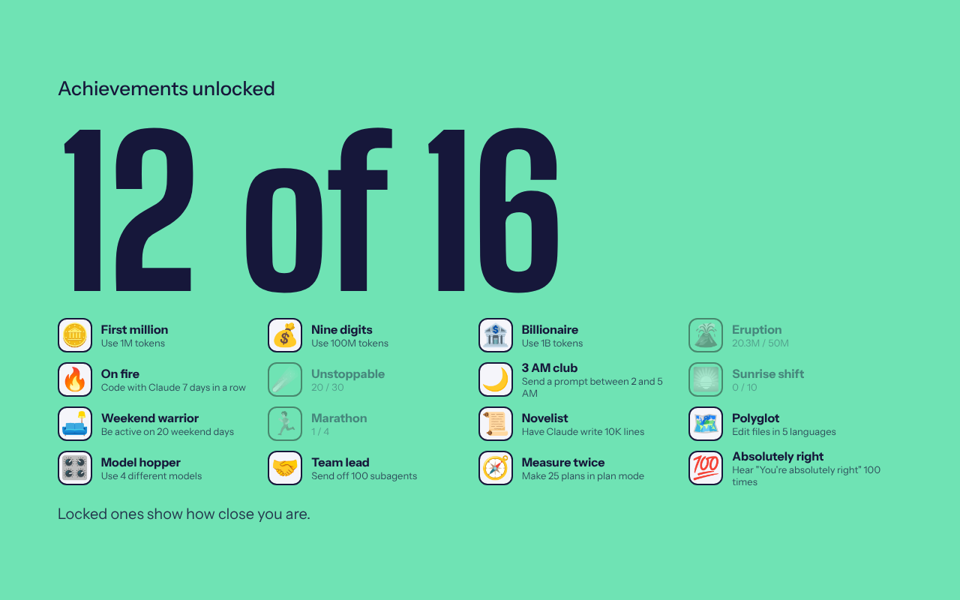 Achievements unlocked
12 of 16
First million
Use 1M tokens
Nine digits
Use 100M tokens
Billionaire
Use 1B tokens
Eruption
20.3M / 50M
On fire
Code with Claude 7 days in a row
Unstoppable
20 / 30
3 AM club
Send a prompt between 2 and 5
AM
Sunrise shift
0 / 10
Weekend warrior
Be active on 20 weekend days
Marathon
1 / 4
Novelist
Have Claude write 10K lines
Polyglot
Edit files in 5 languages
Model hopper
Use 4 different models
Team lead
Send off 100 subagents
Measure twice
Make 25 plans in plan mode
100
Absolutely right
Hear "You're absolutely right" 100
times
Locked ones show how close you are.